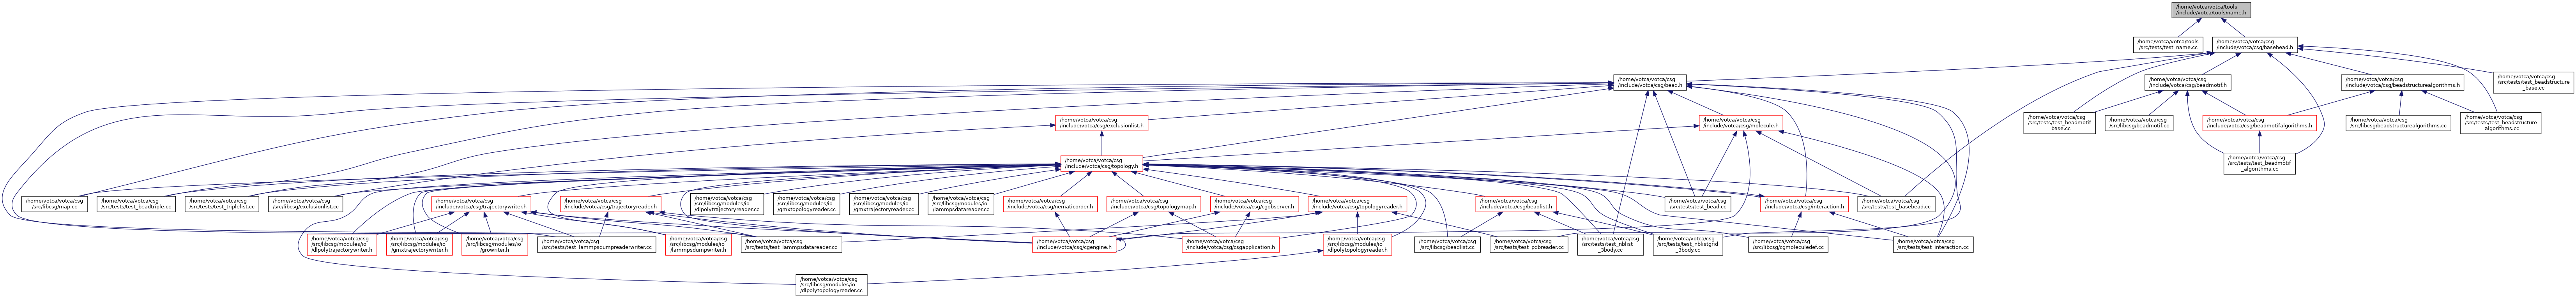 /home/votca/votca/tools
/include/votca/tools/name.h
/home/votca/votca/tools
/src/tests/test_name.cc
/home/votca/votca/csg
/include/votca/csg/basebead.h
/home/votca/votca/csg
/include/votca/csg/bead.h
/home/votca/votca/csg
/include/votca/csg/beadmotif.h
/home/votca/votca/csg
/include/votca/csg/beadstructurealgorithms.h
/home/votca/votca/csg
/src/tests/test_beadstructure
_base.cc
/home/votca/votca/csg
/include/votca/csg/exclusionlist.h
/home/votca/votca/csg
/include/votca/csg/molecule.h
/home/votca/votca/csg
/src/tests/test_beadmotif
_base.cc
/home/votca/votca/csg
/src/libcsg/beadmotif.cc
/home/votca/votca/csg
/include/votca/csg/beadmotifalgorithms.h
/home/votca/votca/csg
/src/libcsg/beadstructurealgorithms.cc
/home/votca/votca/csg
/src/tests/test_beadstructure
_algorithms.cc
/home/votca/votca/csg
/include/votca/csg/topology.h
/home/votca/votca/csg
/src/tests/test_beadmotif
_algorithms.cc
/home/votca/votca/csg
/src/libcsg/map.cc
/home/votca/votca/csg
/src/tests/test_beadtriple.cc
/home/votca/votca/csg
/src/tests/test_triplelist.cc
/home/votca/votca/csg
/src/libcsg/exclusionlist.cc
/home/votca/votca/csg
/include/votca/csg/trajectorywriter.h
/home/votca/votca/csg
/include/votca/csg/trajectoryreader.h
/home/votca/votca/csg
/src/libcsg/modules/io
/dlpolytrajectoryreader.cc
/home/votca/votca/csg
/src/libcsg/modules/io
/gmxtopologyreader.cc
/home/votca/votca/csg
/src/libcsg/modules/io
/gmxtrajectoryreader.cc
/home/votca/votca/csg
/src/libcsg/modules/io
/lammpsdatareader.cc
/home/votca/votca/csg
/include/votca/csg/nematicorder.h
/home/votca/votca/csg
/include/votca/csg/topologymap.h
/home/votca/votca/csg
/include/votca/csg/cgobserver.h
/home/votca/votca/csg
/include/votca/csg/topologyreader.h
/home/votca/votca/csg
/include/votca/csg/beadlist.h
/home/votca/votca/csg
/src/tests/test_bead.cc
/home/votca/votca/csg
/include/votca/csg/interaction.h
/home/votca/votca/csg
/src/tests/test_basebead.cc
/home/votca/votca/csg
/src/libcsg/modules/io
/dlpolytrajectorywriter.h
/home/votca/votca/csg
/src/libcsg/modules/io
/gmxtrajectorywriter.h
/home/votca/votca/csg
/src/libcsg/modules/io
/growriter.h
/home/votca/votca/csg
/src/tests/test_lammpsdumpreaderwriter.cc
/home/votca/votca/csg
/src/libcsg/modules/io
/lammpsdumpwriter.h
/home/votca/votca/csg
/src/tests/test_lammpsdatareader.cc
/home/votca/votca/csg
/include/votca/csg/cgengine.h
/home/votca/votca/csg
/include/votca/csg/csgapplication.h
/home/votca/votca/csg
/src/libcsg/modules/io
/dlpolytopologyreader.h
/home/votca/votca/csg
/src/libcsg/beadlist.cc
/home/votca/votca/csg
/src/tests/test_pdbreader.cc
/home/votca/votca/csg
/src/tests/test_nblist
_3body.cc
/home/votca/votca/csg
/src/tests/test_nblistgrid
_3body.cc
/home/votca/votca/csg
/src/libcsg/cgmoleculedef.cc
/home/votca/votca/csg
/src/tests/test_interaction.cc
/home/votca/votca/csg
/src/libcsg/modules/io
/dlpolytopologyreader.cc